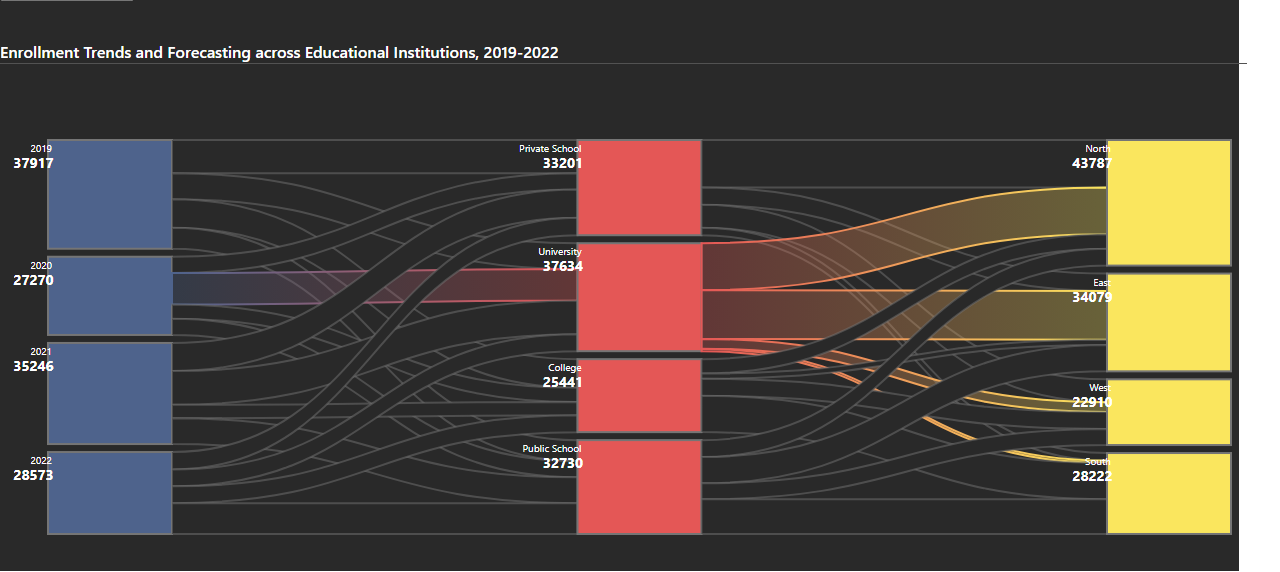 Enrollment Trends and Forecasting across Educational Institutions, 2019-2022
2019
37917
2020
27270
2021
35246
2022
28573
Private School
33201
University
37634
College
25441
Public School
32730
North
43787
East
34079
West
22910
South
28222